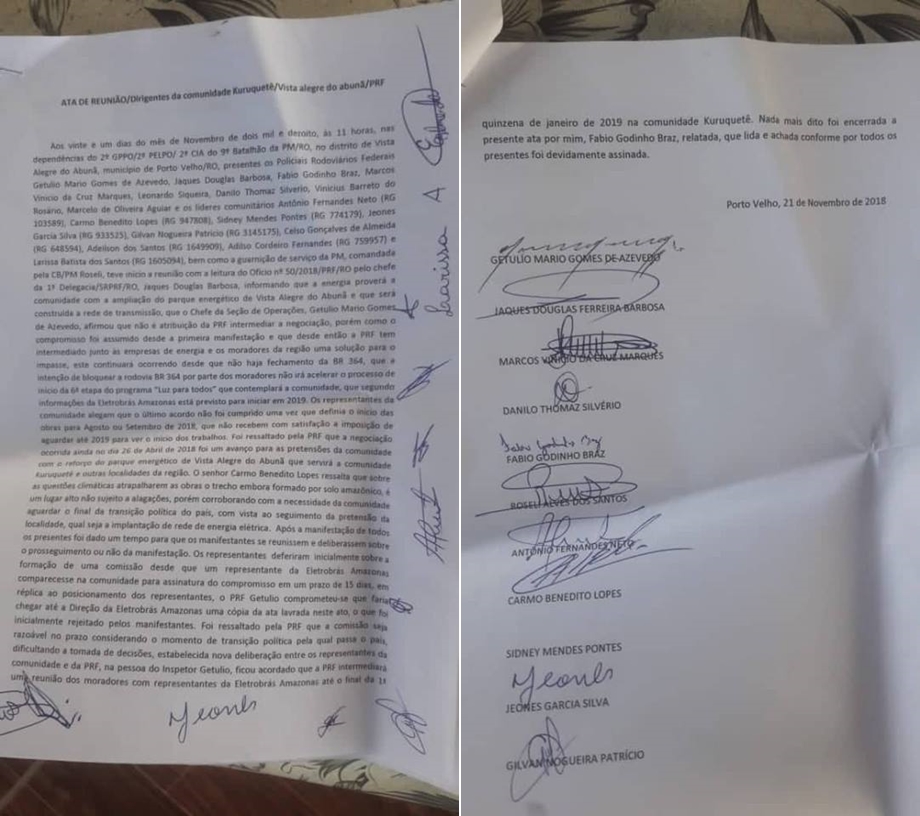 ATA DE REUNIÃO/Dirigentes da comunidade Kuruquetê/Vista alegre do abunã/PRF
Aos vinte e um dias do mês de Novembro de dois mil e dezoito, às 11 horas, nas
dependências do 2º GPPO/2º PELPO/ 2ª CIA do 9º Batalhão da PM/RO, no distrito de Vista
Alegre do Abunã, município de Porto Velho/RO, presentes os Policiais Rodoviários Federais
Getulio Mario Gomes de Azevedo, Jaques Douglas Barbosa, Fabio Godinho Braz, Marcos
Vinicio da Cruz Marques, Leonardo Siqueira, Danilo Thomaz Silverio, Vinicius Barreto do
Rosário, Marcelo de Oliveira Aguiar e os líderes comunitários Antônio Fernandes Neto (RG
103589), Carmo Benedito Lopes (RG 947808), Sidney Mendes Pontes (RG 774179), Jeones
Garcia Silva (RG 933525), Gilvan Nogueira Patricio (RG 3145175), Celso Gonçalves de Almeida
(RG 648594), Adeilson dos Santos (RG 1649909), Adilso Cordeiro Fernandes (RG 759957) e
Lerissa Batista dos Santos (RG 1605094), bem como a guarnição de serviço da PM, comandada
pela CB/PM Roseli, teve início a reunião com a leitura do Ofício nº 50/2018/PRF/RO pelo chefe
da 1ª Delegacia/SRPRF/RO, Jaques Douglas Barbosa, informando que a energia proverá a
comunidade com a ampliação do parque energético de Vista Alegre do Abunã e que será
construída a rede de transmissão, que o Chefe da Seção de Operações, Getulio Mario Gomes
de Azevedo, afirmou que não é atribuição da PRF intermediar a negociação, porém como o
compromisso foi assumido desde a primeira manifestação e que desde então a PRF tem
intermediado junto às empresas de energia e os moradores da região uma solução para o
impasse, este continuara ocorrendo desde que não haja fechamento da BR 364, que a
intenção de bloquear a rodovia BR 364 por parte dos moradores não irá acelerar o processo de
início da 6ª etapa do programa "Luz para todos" que contemplará a comunidade, que segundo
informações da Eletrobrás Amazonas está previsto para iniciar em 2019. Os representantes da
comunidade alegam que o último acordo não foi cumprido uma vez que definia o início das
obras para Agosto ou Setembro de 2018, que não recebem com satisfação a imposição de
aguardar até 2019 para ver o início dos trabalhos. Foi ressaltado pela PRF que a negociação
ocorrida ainda no dia 26 de Abril de 2018 foi um avanço para as pretensões da comunidade
com o reforço do parque energético de Vista Alegre do Abunã que servirá a comunidade
Kuruquetê e outras localidades da região. O senhor Carmo Benedito Lopes ressalta que sobre
as questões climáticas atrapalharem as obras o trecho embora formado por solo amazônico, é
um lugar alto não sujeito a alagações, porém corroborando com a necessidade da comunidade
aguardar o final da transição política do país, com vista ao seguimento da pretensão da
localidade, qual seja a implantação de rede de energia elétrica. Após a manifestação de todos
os presentes foi dado um tempo para que os manifestantes se reunissem e deliberassem sobre
o prosseguimento ou não da manifestação. Os representantes deferiram inicialmente sobre a
formação de uma comissão desde que um representante da Eletrobrás Amazonas
comparecesse na comunidade para assinatura do compromisso em um prazo de 15 dias, em
réplica ao posicionamento dos representantes, o PRF Getulio comprometeu-se que faria
chegar até a Direção da Eletrobrás Amazonas uma cópia da ata lavrada neste ato, o que foi
inicialmente rejeitado pelos manifestantes. Foi ressaltado pela PRF que a comissão seja
razoável no prazo considerando o momento de transição política pela qual passa o país,
dificultando a tomada de decisões, estabelecida nova deliberação entre os representantes da
comunidade e da PRF, na pessoa do Inspetor Getulio, ficou acordado que a PRF intermediará
uma reunião dos moradores com representantes da Eletrobrás Amazonas até o final da 1ª
Jeones
Larissa
quinzena de janeiro de 2019 na comunidade Kuruquetê. Nada mais dito foi encerrada a
presente ata por mim, Fabio Godinho Braz, relatada, que lida e achada conforme por todos os
presentes foi devidamente assinada.
Porto Velho, 21 de Novembro de 2018
GETÚLIO MARIO GOMES DE AZEVEDO
JAQUES DOUGLAS FERREIRA BARBOSA
MARCOS VINICIO DA CRUZ MARQUES
DANILO THOMAZ SILVÉRIO
Fabio Godinho Braz
FABIO GODINHO BRAZ
ROSELI ALVES DOS SANTOS
ANTÔNIO FERNANDES NETO
CARMO BENEDITO LOPES
SIDNEY MENDES PONTES
Jeones
JEONES GARCIA SILVA
GILVAN NOGUEIRA PATRÍCIO